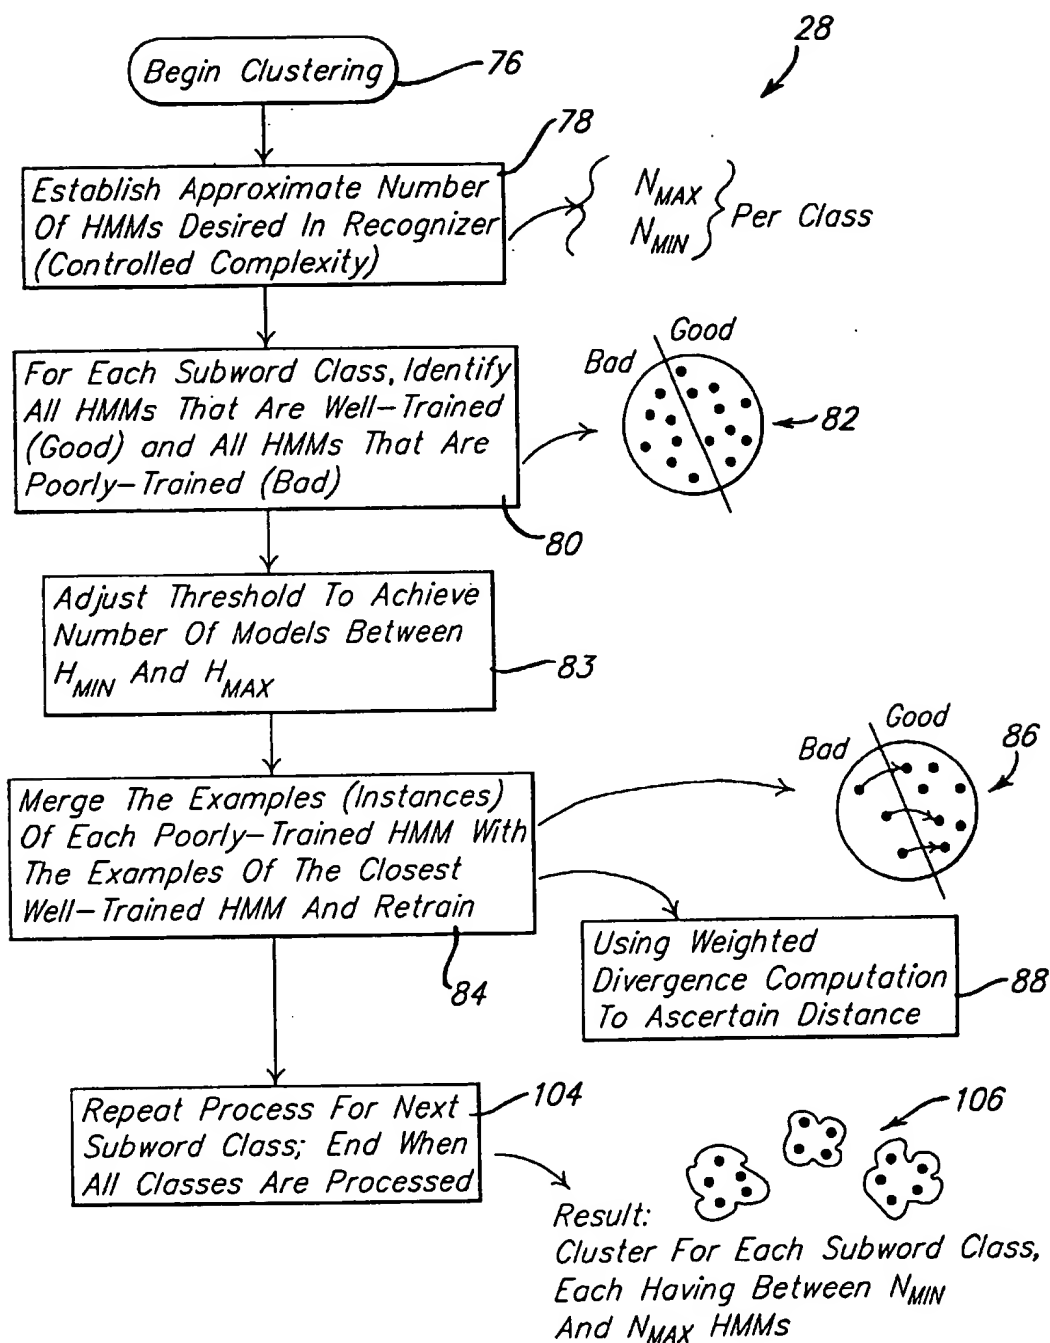 28
Begin Clustering
76
78
Establish Approximate Number
Of HMMs Desired In Recognizer
(Controlled Complexity)
N_MAX
N_MIN
Per Class
For Each Subword Class, Identify
All HMMs That Are Well-Trained
(Good) and All HMMs That Are
Poorly-Trained (Bad)
80
Good
Bad
82
Adjust Threshold To Achieve
Number Of Models Between
H_MIN And H_MAX
83
Merge The Examples (Instances)
Of Each Poorly-Trained HMM With
The Examples Of The Closest
Well-Trained HMM And Retrain
84
Good
Bad
86
Using Weighted
Divergence Computation
To Ascertain Distance
88
Repeat Process For Next
Subword Class; End When
All Classes Are Processed
104
106
Result:
Cluster For Each Subword Class,
Each Having Between N_MIN
And N_MAX HMMs